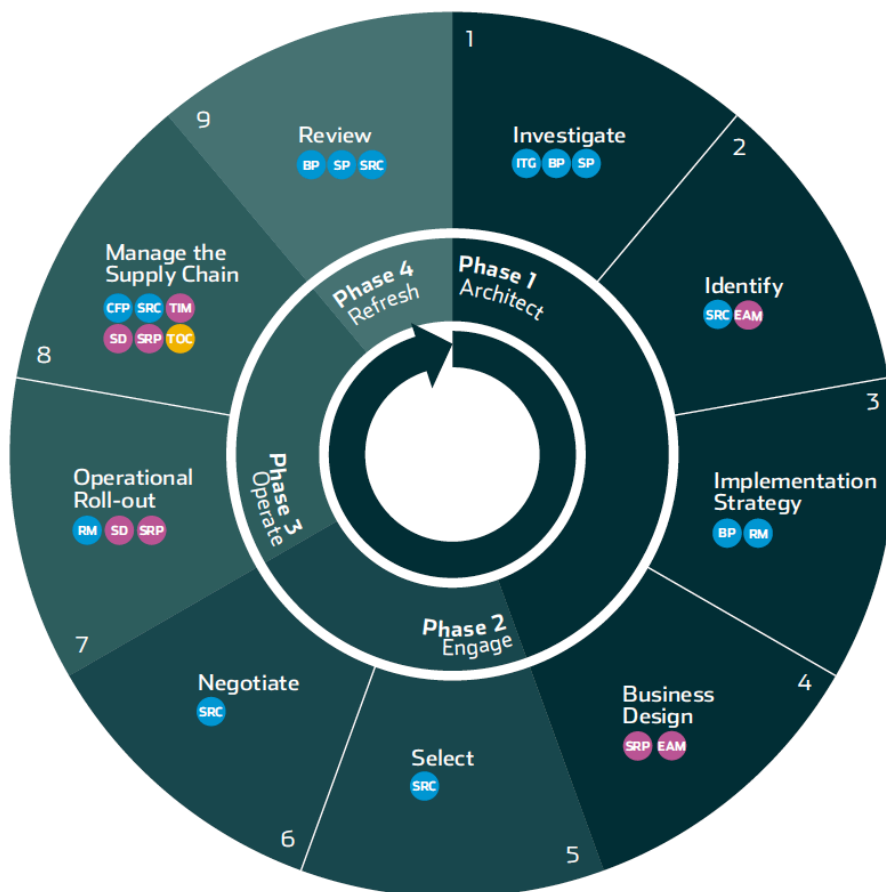 1
Investigate
ITG BP SP
2
Identify
SRC EAM
3
Implementation
Strategy
BP RM
4
Business
Design
SRP EAM
5
Select
SRC
6
Negotiate
SRC
7
Operational
Roll-out
RM SD SRP
8
Manage the
Supply Chain
CFP SRC TIM
SD SRP TOC
9
Review
BP SP SRC
Phase 1
Architect
Phase 2
Engage
Phase 3
Operate
Phase 4
Refresh